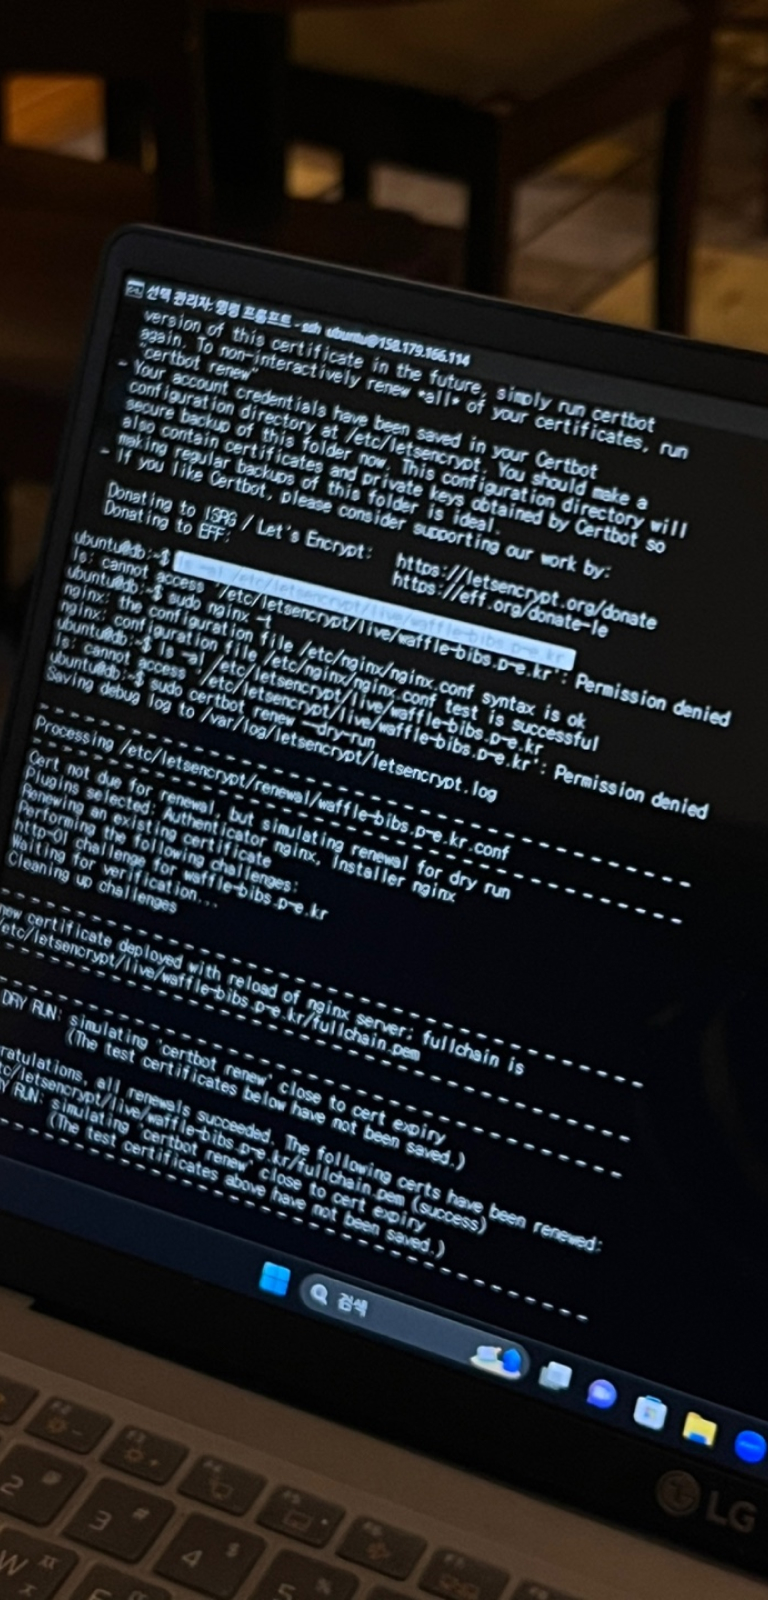 선택 관리자: 명령 프롬프트 - ssh ubuntu@158.179.166.114
version of this certificate in the future, simply run certbot
again. To non-interactively renew *all* of your certificates, run
"certbot renew"
- Your account credentials have been saved in your Certbot
configuration directory at /etc/letsencrypt. You should make a
secure backup of this folder now. This configuration directory will
also contain certificates and private keys obtained by Certbot so
making regular backups of this folder is ideal.
- If you like Certbot, please consider supporting our work by:
Donating to ISRG / Let's Encrypt: https://letsencrypt.org/donate
Donating to EFF: https://eff.org/donate-le
ubuntu@db:~$ ls -al /etc/letsencrypt/live/waffle-bibs.p-e.kr
ls: cannot access '/etc/letsencrypt/live/waffle-bibs.p-e.kr': Permission denied
ubuntu@db:~$ sudo nginx -t
nginx: the configuration file /etc/nginx/nginx.conf syntax is ok
nginx: configuration file /etc/nginx/nginx.conf test is successful
ubuntu@db:~$ ls -al /etc/letsencrypt/live/waffle-bibs.p-e.kr
ls: cannot access '/etc/letsencrypt/live/waffle-bibs.p-e.kr': Permission denied
ubuntu@db:~$ sudo certbot renew --dry-run
Saving debug log to /var/log/letsencrypt/letsencrypt.log
- - - - - - - - - - - - - - - - - - - - - - - - - - - - - - - - - - - - - - - -
Processing /etc/letsencrypt/renewal/waffle-bibs.p-e.kr.conf
- - - - - - - - - - - - - - - - - - - - - - - - - - - - - - - - - - - - - - - -
Cert not due for renewal, but simulating renewal for dry run
Plugins selected: Authenticator nginx, Installer nginx
Renewing an existing certificate
Performing the following challenges:
http-01 challenge for waffle-bibs.p-e.kr
Waiting for verification...
Cleaning up challenges
- - - - - - - - - - - - - - - - - - - - - - - - - - - - - - - - - - - - - - - -
new certificate deployed with reload of nginx server; fullchain is
/etc/letsencrypt/live/waffle-bibs.p-e.kr/fullchain.pem
- - - - - - - - - - - - - - - - - - - - - - - - - - - - - - - - - - - - - - - -
- - - - - - - - - - - - - - - - - - - - - - - - - - - - - - - - - - - - - - - -
DRY RUN: simulating 'certbot renew' close to cert expiry
(The test certificates below have not been saved.)
ratulations, all renewals succeeded. The following certs have been renewed:
tc/letsencrypt/live/waffle-bibs.p-e.kr/fullchain.pem (success)
Y RUN: simulating 'certbot renew' close to cert expiry
(The test certificates above have not been saved.)
- - - - - - - - - - - - - - - - - - - - - - - - - - - - - - - - - - - - - - - -
검색
LG
2 3 # 4 $ 5 %
W ㅉ ㅈ